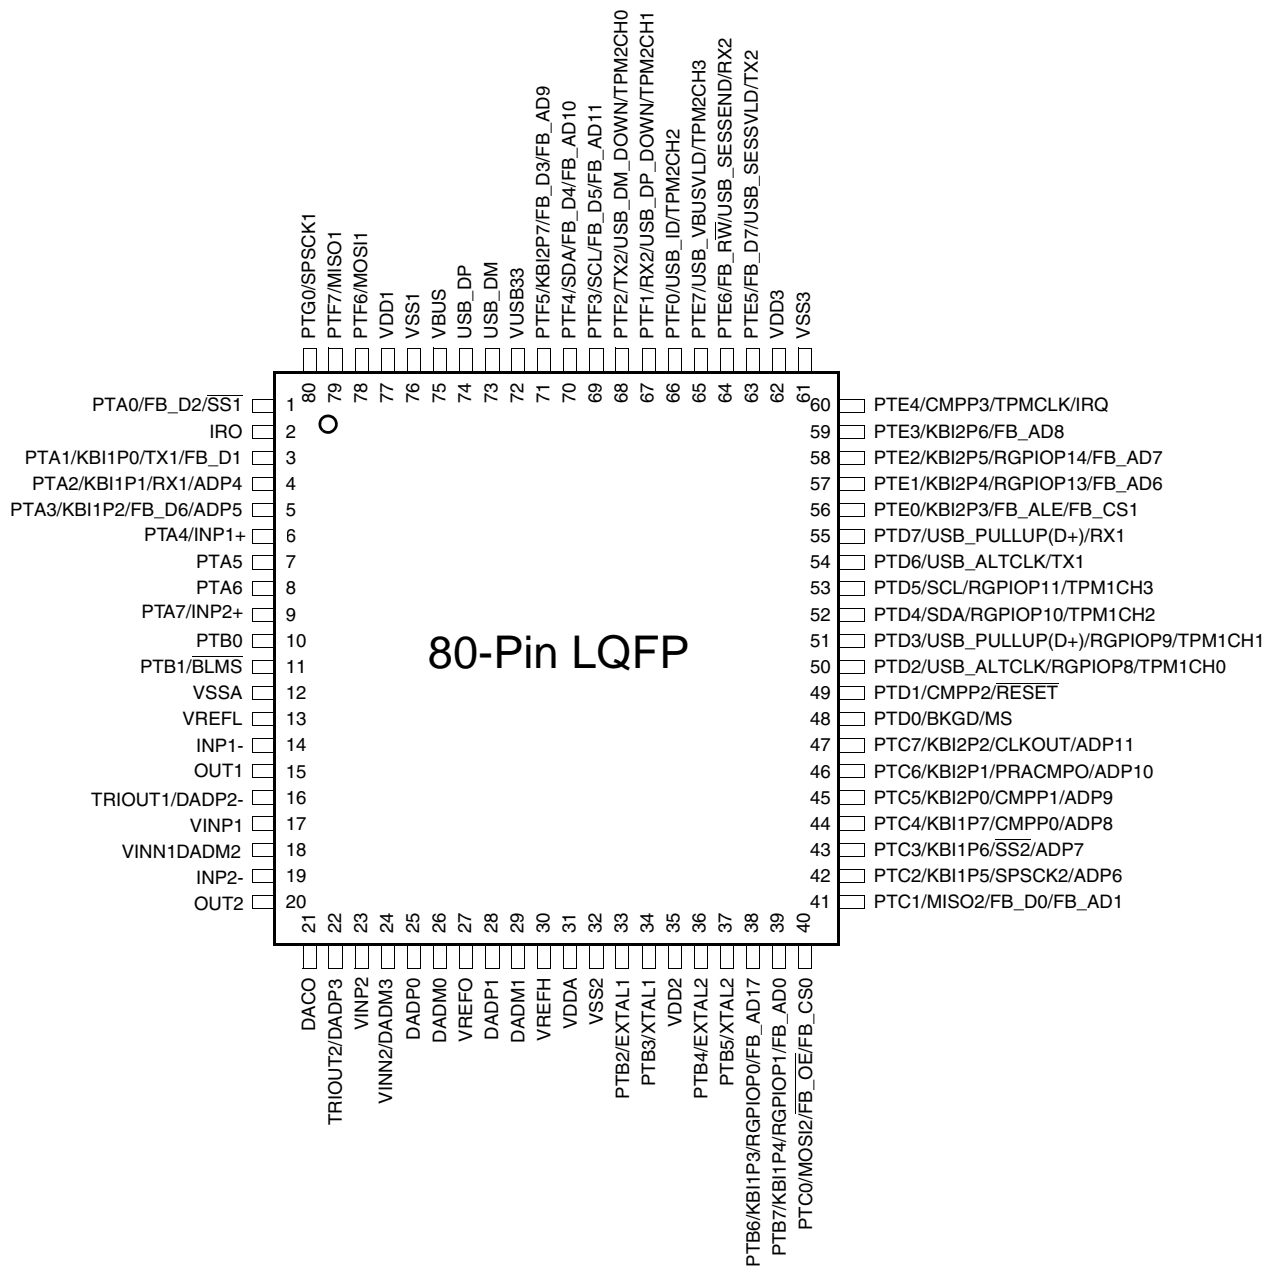 PTG0/SPSCK1
PTF7/MISO1
PTF6/MOSI1
VDD1
VSS1
VBUS
USB_DP
USB_DM
VUSB33
PTF5/KBI2P7/FB_D3/FB_AD9
PTF4/SDA/FB_D4/FB_AD10
PTF3/SCL/FB_D5/FB_AD11
PTF2/TX2/USB_DM_DOWN/TPM2CH0
PTF1/RX2/USB_DP_DOWN/TPM2CH1
PTF0/USB_ID/TPM2CH2
PTE7/USB_VBUSVLD/TPM2CH3
PTE6/FB_RW/USB_SESSEND/RX2
PTE5/FB_D7/USB_SESSVLD/TX2
VDD3
VSS3
80
79
78
77
76
75
74
73
72
71
70
69
68
67
66
65
64
63
62
61
PTA0/FB_D2/SS1 1
IRO 2
PTA1/KBI1P0/TX1/FB_D1 3
PTA2/KBI1P1/RX1/ADP4 4
PTA3/KBI1P2/FB_D6/ADP5 5
PTA4/INP1+ 6
PTA5 7
PTA6 8
PTA7/INP2+ 9
PTB0 10
PTB1/BLMS 11
VSSA 12
VREFL 13
INP1- 14
OUT1 15
TRIOUT1/DADP2- 16
VINP1 17
VINN1DADM2 18
INP2- 19
OUT2 20
80-Pin LQFP
60 PTE4/CMPP3/TPMCLK/IRQ
59 PTE3/KBI2P6/FB_AD8
58 PTE2/KBI2P5/RGPIOP14/FB_AD7
57 PTE1/KBI2P4/RGPIOP13/FB_AD6
56 PTE0/KBI2P3/FB_ALE/FB_CS1
55 PTD7/USB_PULLUP(D+)/RX1
54 PTD6/USB_ALTCLK/TX1
53 PTD5/SCL/RGPIOP11/TPM1CH3
52 PTD4/SDA/RGPIOP10/TPM1CH2
51 PTD3/USB_PULLUP(D+)/RGPIOP9/TPM1CH1
50 PTD2/USB_ALTCLK/RGPIOP8/TPM1CH0
49 PTD1/CMPP2/RESET
48 PTD0/BKGD/MS
47 PTC7/KBI2P2/CLKOUT/ADP11
46 PTC6/KBI2P1/PRACMPO/ADP10
45 PTC5/KBI2P0/CMPP1/ADP9
44 PTC4/KBI1P7/CMPP0/ADP8
43 PTC3/KBI1P6/SS2/ADP7
42 PTC2/KBI1P5/SPSCK2/ADP6
41 PTC1/MISO2/FB_D0/FB_AD1
21
22
23
24
25
26
27
28
29
30
31
32
33
34
35
36
37
38
39
40
DACO
TRIOUT2/DADP3
VINP2
VINN2/DADM3
DADP0
DADM0
VREFO
DADP1
DADM1
VREFH
VDDA
VSS2
PTB2/EXTAL1
PTB3/XTAL1
VDD2
PTB4/EXTAL2
PTB5/XTAL2
PTB6/KBI1P3/RGPIOP0/FB_AD17
PTB7/KBI1P4/RGPIOP1/FB_AD0
PTC0/MOSI2/FB_OE/FB_CS0